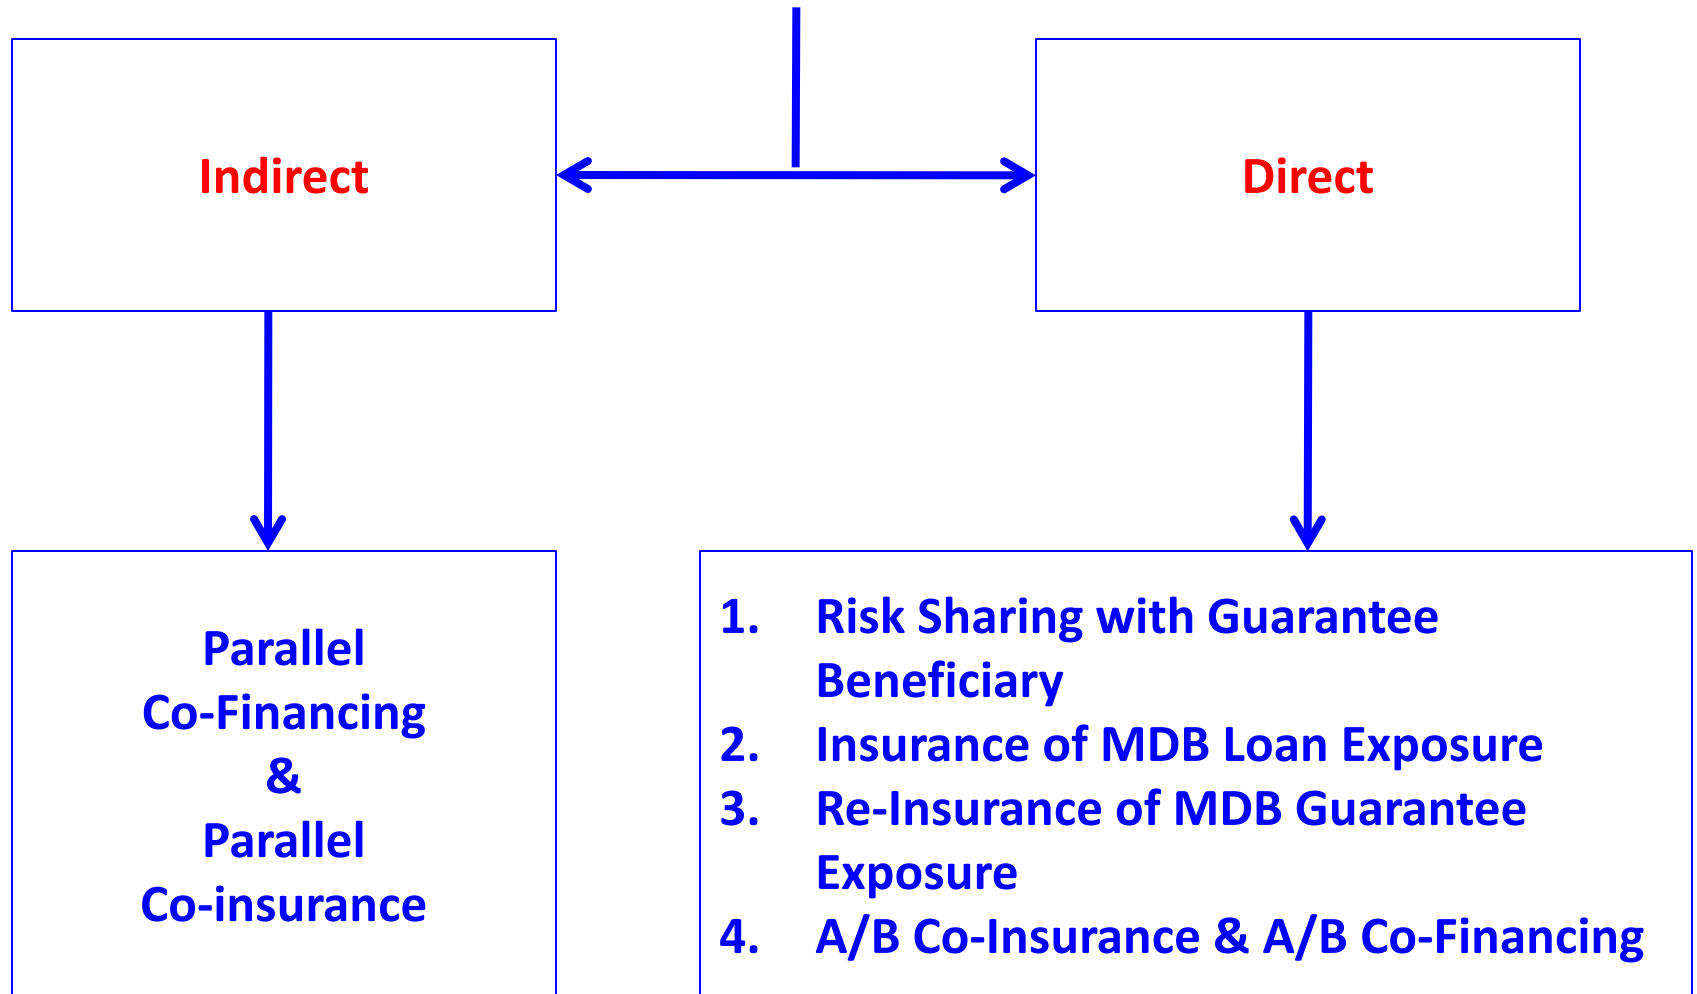 Indirect
Direct
Parallel
Co-Financing
&
Parallel
Co-insurance
1. Risk Sharing with Guarantee
Beneficiary
2. Insurance of MDB Loan Exposure
3. Re-Insurance of MDB Guarantee
Exposure
4. A/B Co-Insurance & A/B Co-Financing